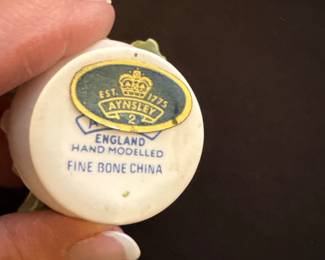 EST. 1775
AYNSLEY
2
ENGLAND
HAND MODELLED
FINE BONE CHINA